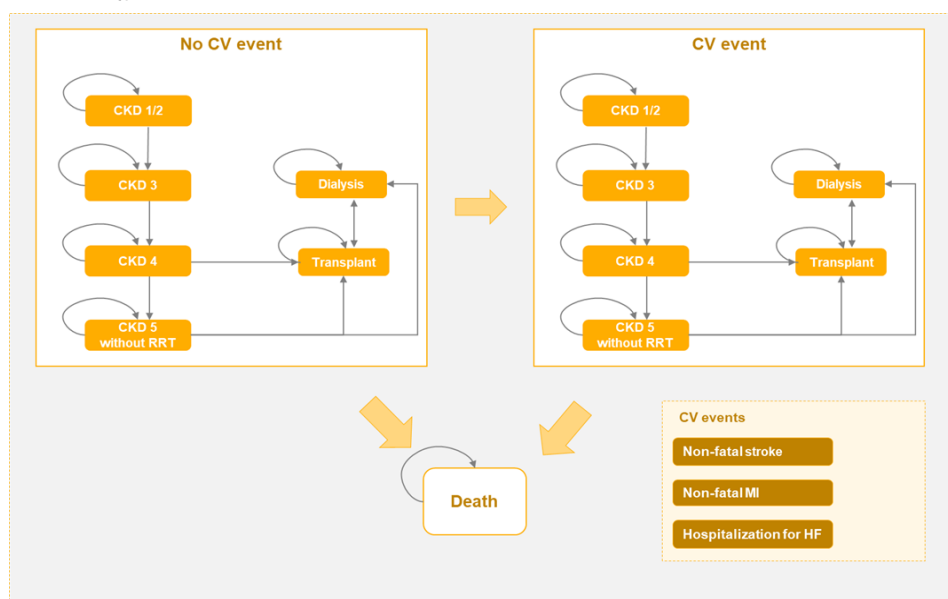 No CV event
CKD 1/2
CKD 3
Dialysis
CKD 4
Transplant
CKD 5
without RRT
CV event
CKD 1/2
CKD 3
Dialysis
CKD 4
Transplant
CKD 5
without RRT
Death
CV events
Non-fatal stroke
Non-fatal MI
Hospitalization for HF